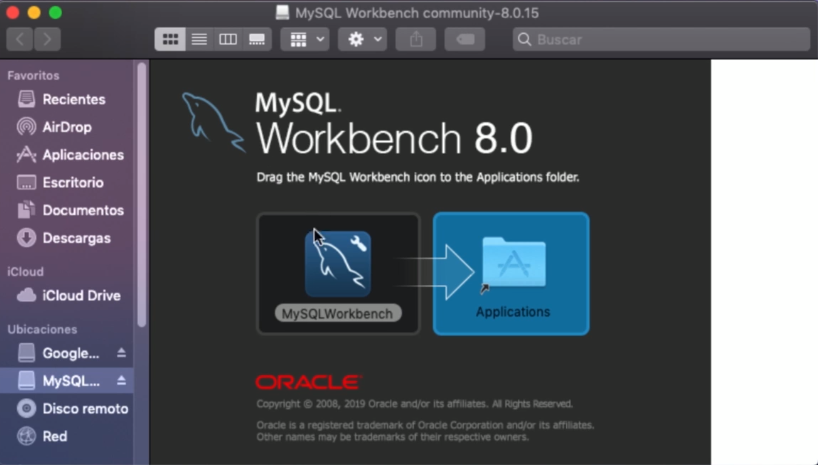 MySQL Workbench community-8.0.15
Buscar
Favoritos
Recientes
AirDrop
Aplicaciones
Escritorio
Documentos
Descargas
iCloud
iCloud Drive
Ubicaciones
Google...
MySQL...
Disco remoto
Red
MySQL.
Workbench 8.0
Drag the MySQL Workbench icon to the Applications folder.
MySQLWorkbench
Applications
ORACLE
Copyright © 2008, 2019 Oracle and/or its affiliates. All Rights Reserved.
Oracle is a registered trademark of Oracle Corporation and/or its affiliates.
Other names may be trademarks of their respective owners.